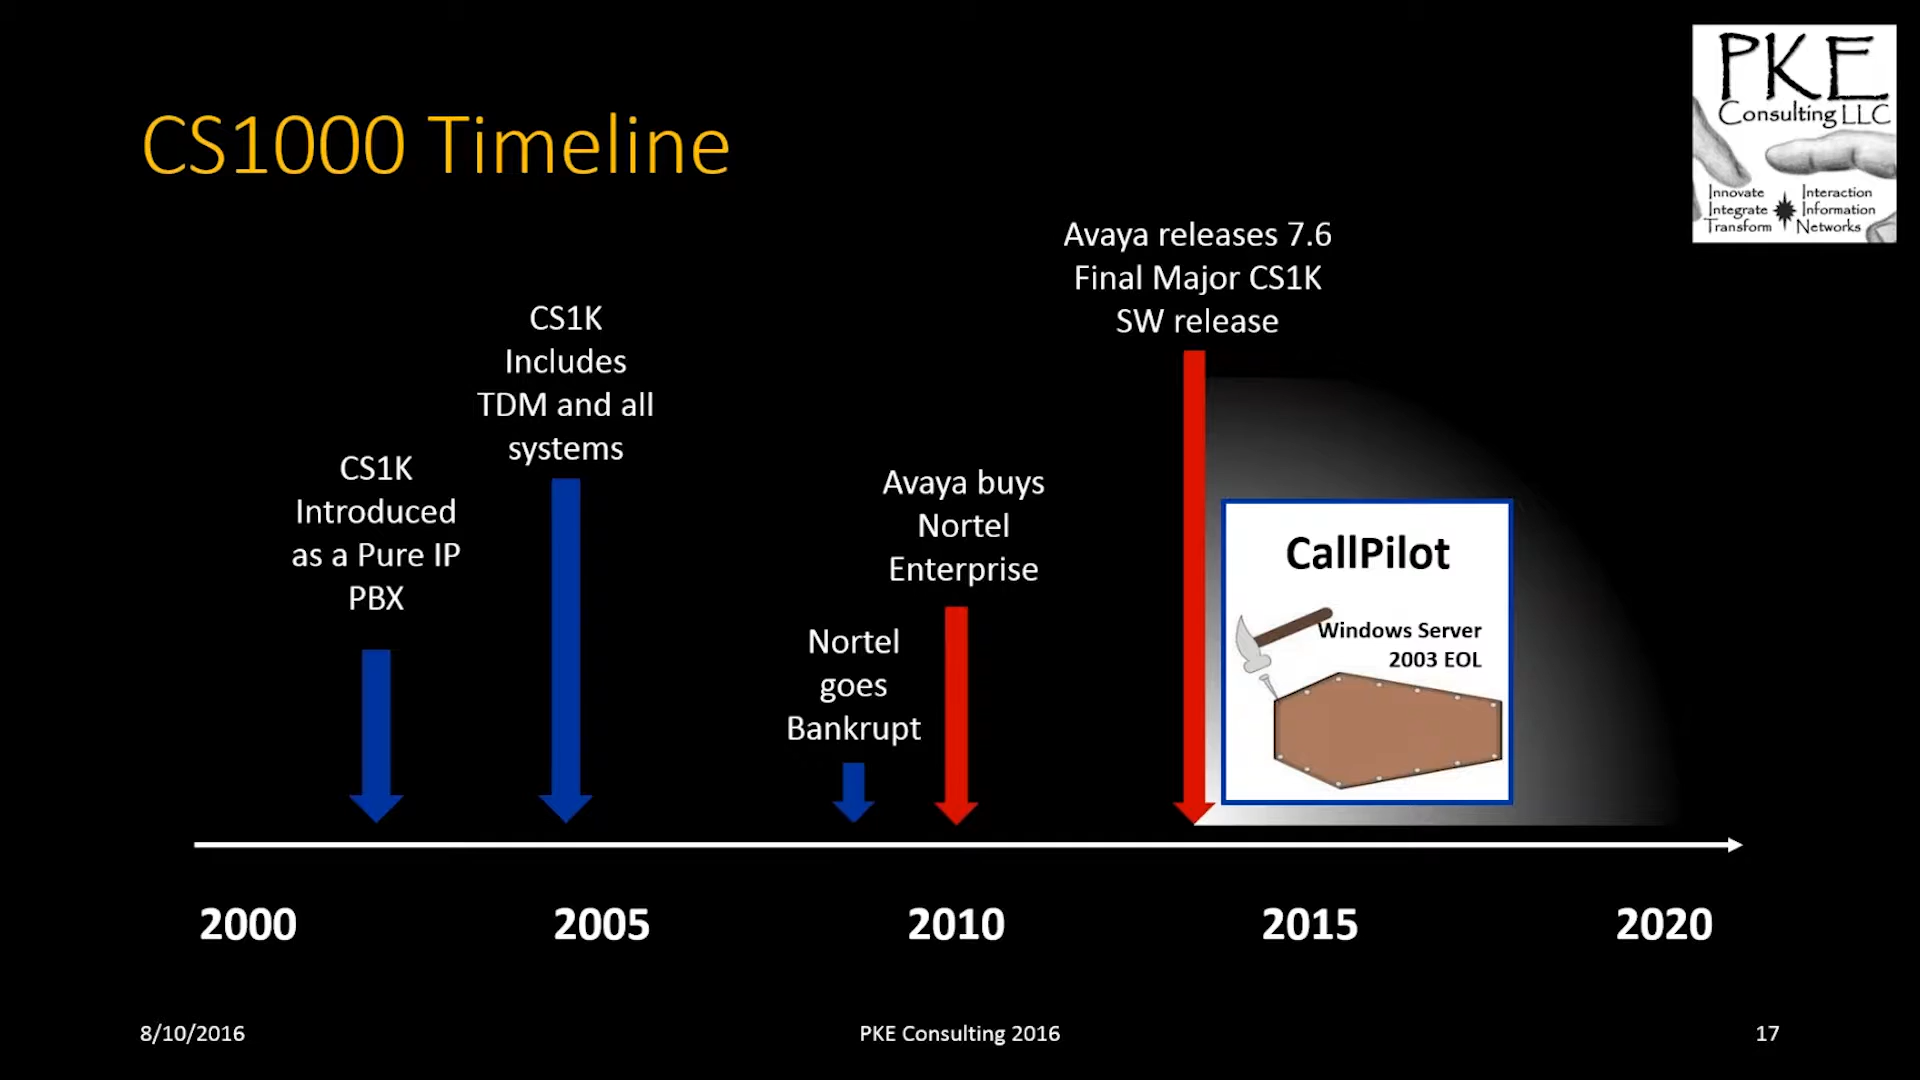 CS1000 Timeline
PKE
Consulting LLC
Innovate Interaction
Integrate Information
Transform Networks
Avaya releases 7.6
Final Major CS1K
SW release
CS1K
Includes
TDM and all
systems
CS1K
Introduced
as a Pure IP
PBX
Avaya buys
Nortel
Enterprise
Nortel
goes
Bankrupt
CallPilot
Windows Server
2003 EOL
2000 2005 2010 2015 2020
8/10/2016 PKE Consulting 2016 17